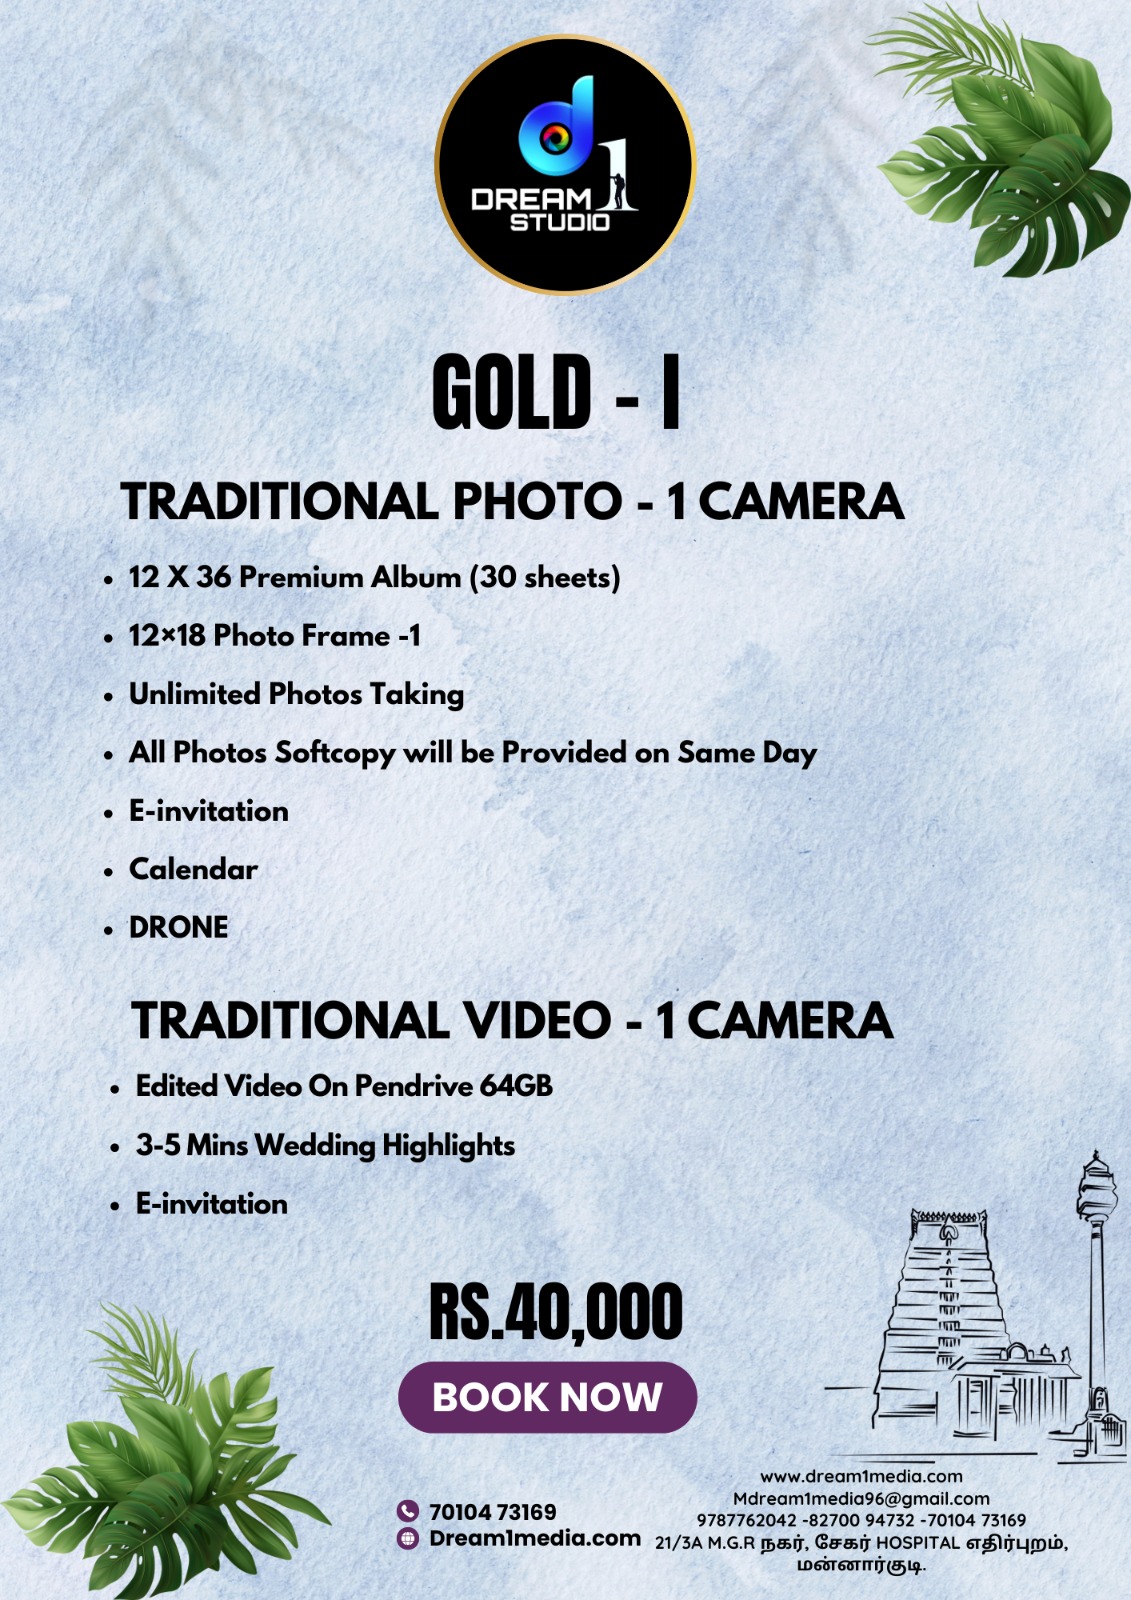 d1
DREAM
STUDIO
GOLD - I
TRADITIONAL PHOTO - 1 CAMERA
• 12 X 36 Premium Album (30 sheets)
• 12×18 Photo Frame -1
• Unlimited Photos Taking
• All Photos Softcopy will be Provided on Same Day
• E-invitation
• Calendar
• DRONE
TRADITIONAL VIDEO - 1 CAMERA
• Edited Video On Pendrive 64GB
• 3-5 Mins Wedding Highlights
• E-invitation
RS.40,000
BOOK NOW
70104 73169
Dream1media.com
www.dream1media.com
Mdream1media96@gmail.com
9787762042 -82700 94732 -70104 73169
21/3A M.G.R நகர், சேகர் HOSPITAL எதிர்புறம்,
மன்னார்குடி.